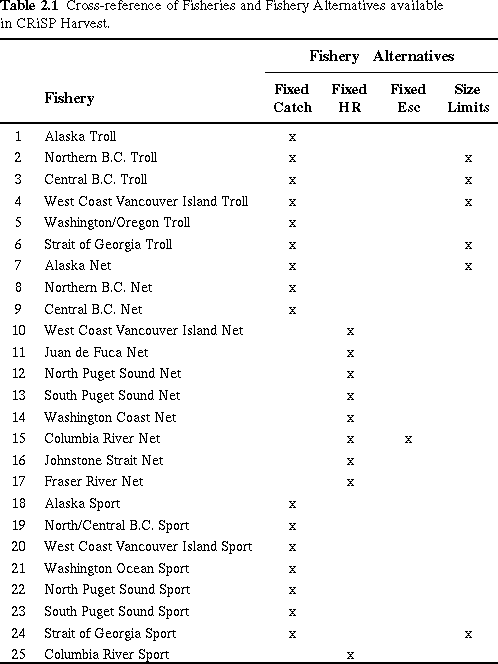 Table 2.1 Cross-reference of Fisheries and Fishery Alternatives available
in CRiSP Harvest.
Fishery Alternatives
Fixed Fixed Fixed Size
Fishery Catch HR Esc Limits
1 Alaska Troll x
2 Northern B.C. Troll x x
3 Central B.C. Troll x x
4 West Coast Vancouver Island Troll x x
5 Washington/Oregon Troll x
6 Strait of Georgia Troll x x
7 Alaska Net x x
8 Northern B.C. Net x
9 Central B.C. Net x
10 West Coast Vancouver Island Net x
11 Juan de Fuca Net x
12 North Puget Sound Net x
13 South Puget Sound Net x
14 Washington Coast Net x
15 Columbia River Net x x
16 Johnstone Strait Net x
17 Fraser River Net x
18 Alaska Sport x
19 North/Central B.C. Sport x
20 West Coast Vancouver Island Sport x
21 Washington Ocean Sport x
22 North Puget Sound Sport x
23 South Puget Sound Sport x
24 Strait of Georgia Sport x x
25 Columbia River Sport x